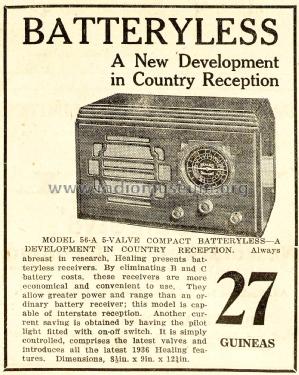 BATTERYLESS
A New Development
in Country Reception
www.radiomuseum.org
MODEL 56-A 5-VALVE COMPACT BATTERYLESS—A
DEVELOPMENT IN COUNTRY RECEPTION. Always
abreast in research, Healing presents bat-
teryless receivers. By eliminating B and C
battery costs, these receivers are more
economical and convenient to use. They
allow greater power and range than an or-
dinary battery receiver; this model is cap-
able of interstate reception. Another cur-
rent saving is obtained by having the pilot
light fitted with on-off switch. It is simply
controlled, comprises the latest valves and
introduces all the latest 1936 Healing fea-
tures. Dimensions, 8½in. x 9in. x 12¾in.
27
GUINEAS